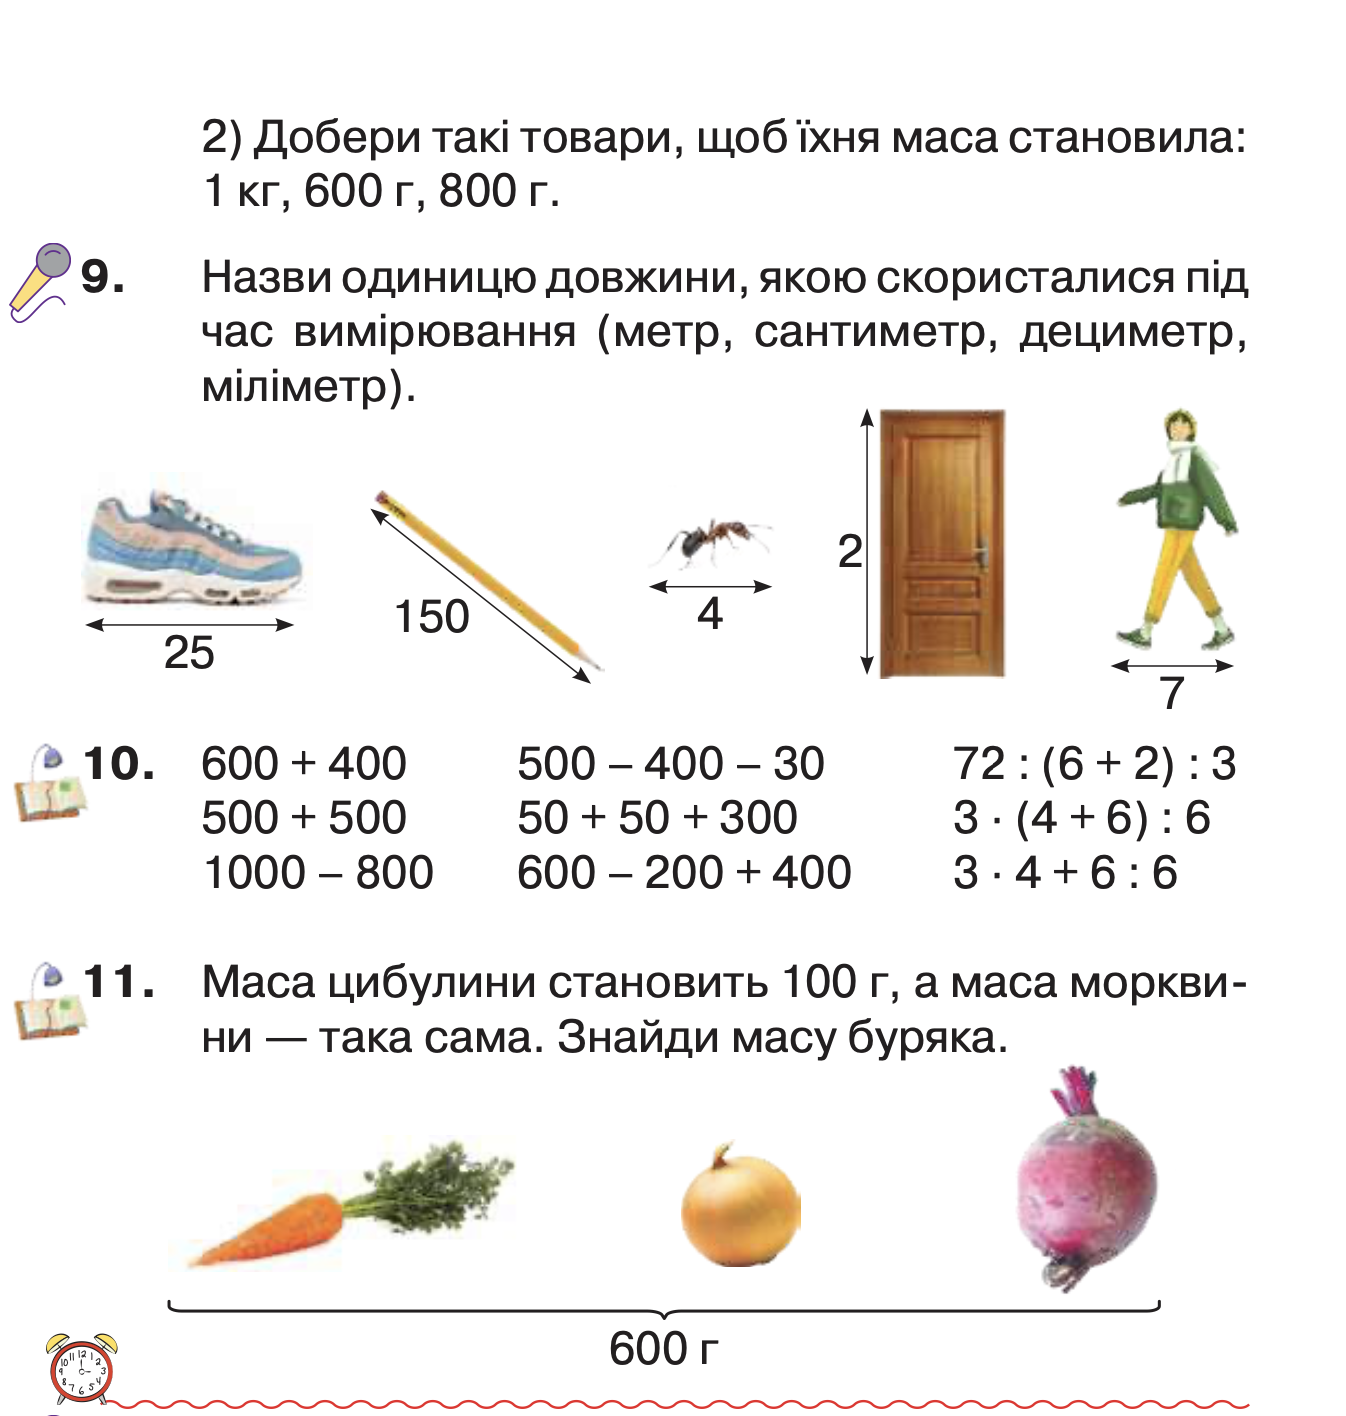 2) Добери такі товари, щоб їхня маса становила:
1 кг, 600 г, 800 г.
9. Назви одиницю довжини, якою скористалися під
час вимірювання (метр, сантиметр, дециметр,
міліметр).
25
150
4
2
7
10. 600 + 400 500 – 400 – 30 72 : (6 + 2) : 3
500 + 500 50 + 50 + 300 3 · (4 + 6) : 6
1000 – 800 600 – 200 + 400 3 · 4 + 6 : 6
11. Маса цибулини становить 100 г, а маса моркви-
ни — така сама. Знайди масу буряка.
600 г